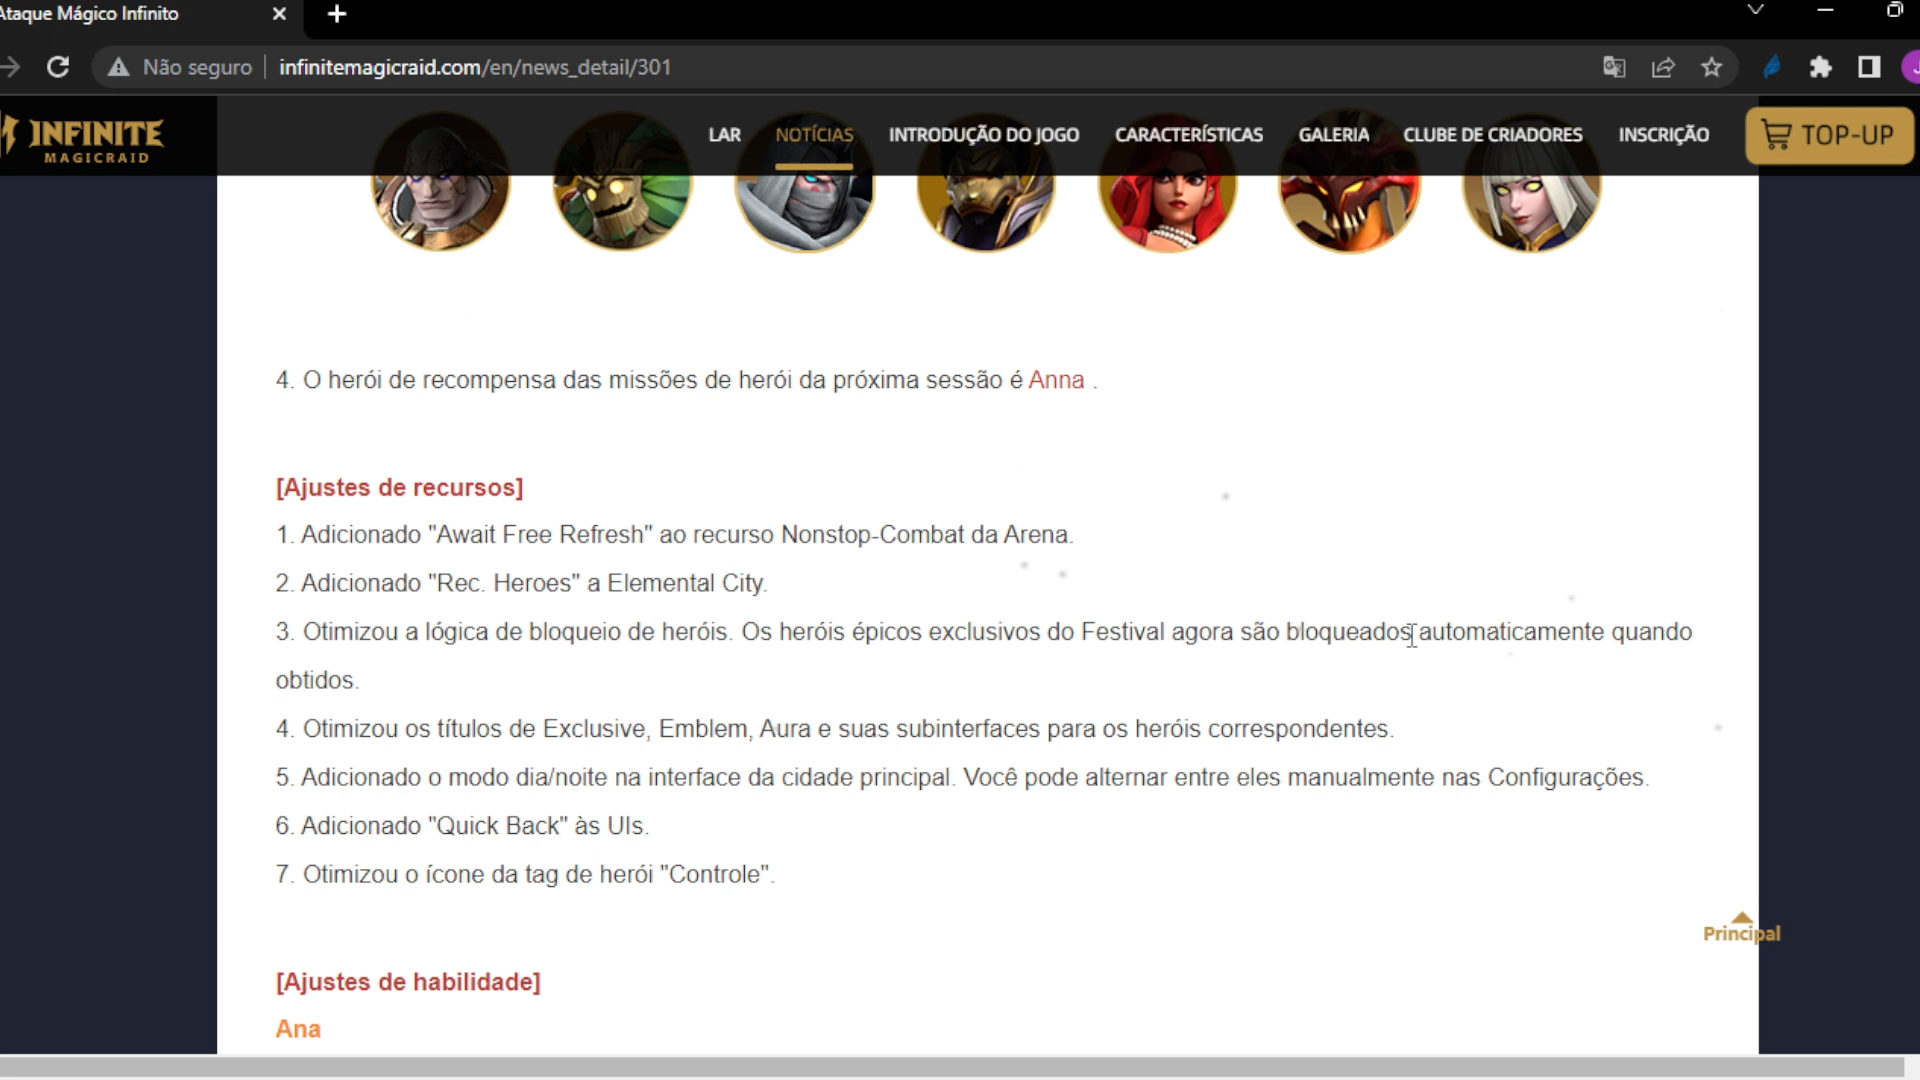 Ataque Mágico Infinito
Não seguro infinitemagicraid.com/en/news_detail/301
INFINITE
MAGICRAID
LAR NOTÍCIAS INTRODUÇÃO DO JOGO CARACTERÍSTICAS GALERIA CLUBE DE CRIADORES INSCRIÇÃO TOP-UP
4. O herói de recompensa das missões de herói da próxima sessão é Anna .
[Ajustes de recursos]
1. Adicionado "Await Free Refresh" ao recurso Nonstop-Combat da Arena.
2. Adicionado "Rec. Heroes" a Elemental City.
3. Otimizou a lógica de bloqueio de heróis. Os heróis épicos exclusivos do Festival agora são bloqueados automaticamente quando
obtidos.
4. Otimizou os títulos de Exclusive, Emblem, Aura e suas subinterfaces para os heróis correspondentes.
5. Adicionado o modo dia/noite na interface da cidade principal. Você pode alternar entre eles manualmente nas Configurações.
6. Adicionado "Quick Back" às UIs.
7. Otimizou o ícone da tag de herói "Controle".
Principal
[Ajustes de habilidade]
Ana